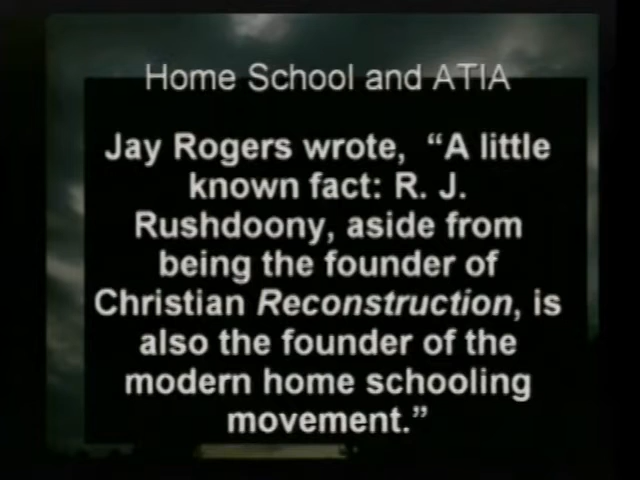 Home School and ATIA
Jay Rogers wrote, “A little
known fact: R. J.
Rushdoony, aside from
being the founder of
Christian Reconstruction, is
also the founder of the
modern home schooling
movement.”